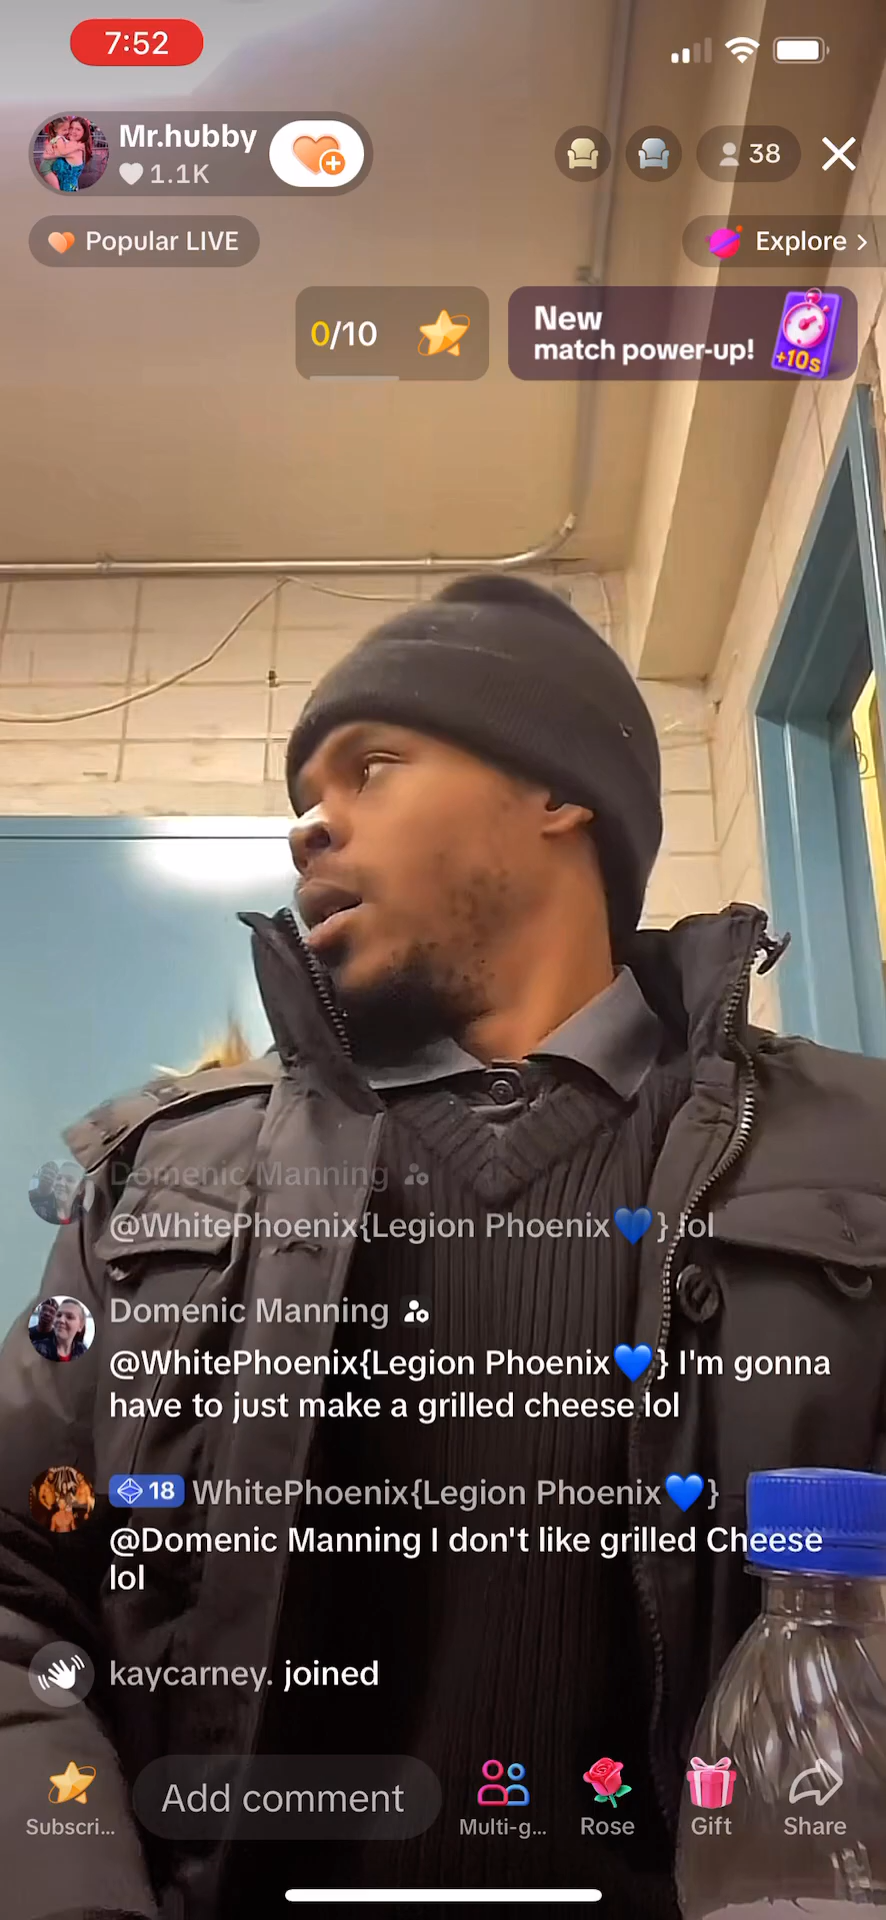 7:52
Mr.hubby
1.1K
38
Popular LIVE
Explore >
0/10
New
match power-up!
+10s
Domenic Manning
@WhitePhoenix{Legion Phoenix💙} lol
Domenic Manning
@WhitePhoenix{Legion Phoenix💙} I'm gonna
have to just make a grilled cheese lol
18 WhitePhoenix{Legion Phoenix💙}
@Domenic Manning I don't like grilled Cheese
lol
kaycarney. joined
Subscri...
Add comment
Multi-g...
Rose
Gift
Share